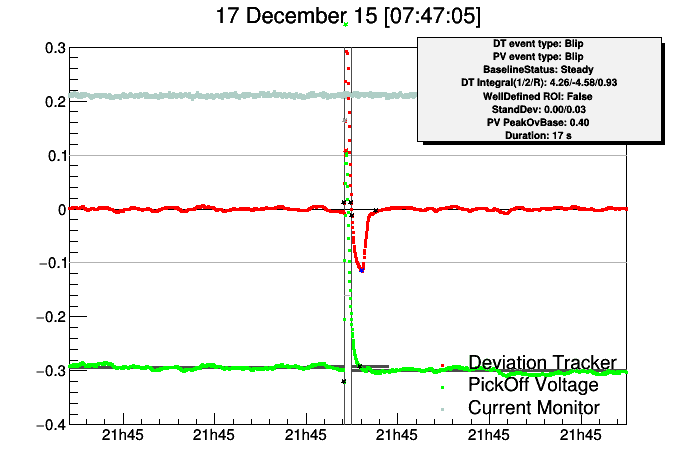 17 December 15 [07:47:05]
DT event type: Blip
PV event type: Blip
BaselineStatus: Steady
DT Integral(1/2/R): 4.26/-4.58/0.93
WellDefined ROI: False
StandDev: 0.00/0.03
PV PeakOvBase: 0.40
Duration: 17 s
0.3
0.2
0.1
0
−0.1
−0.2
−0.3
−0.4
Deviation Tracker
PickOff Voltage
Current Monitor
21h45 21h45 21h45 21h45 21h45 21h45